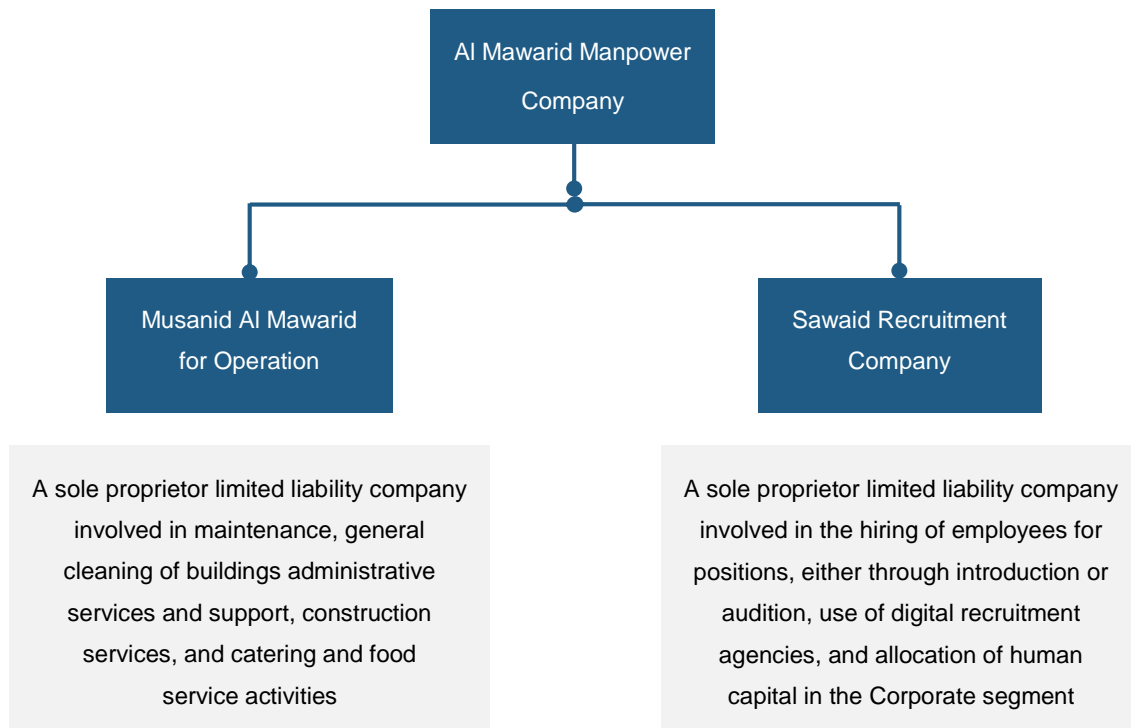 Al Mawarid Manpower
Company
Musanid Al Mawarid
for Operation
Sawaid Recruitment
Company
A sole proprietor limited liability company
involved in maintenance, general
cleaning of buildings administrative
services and support, construction
services, and catering and food
service activities
A sole proprietor limited liability company
involved in the hiring of employees for
positions, either through introduction or
audition, use of digital recruitment
agencies, and allocation of human
capital in the Corporate segment